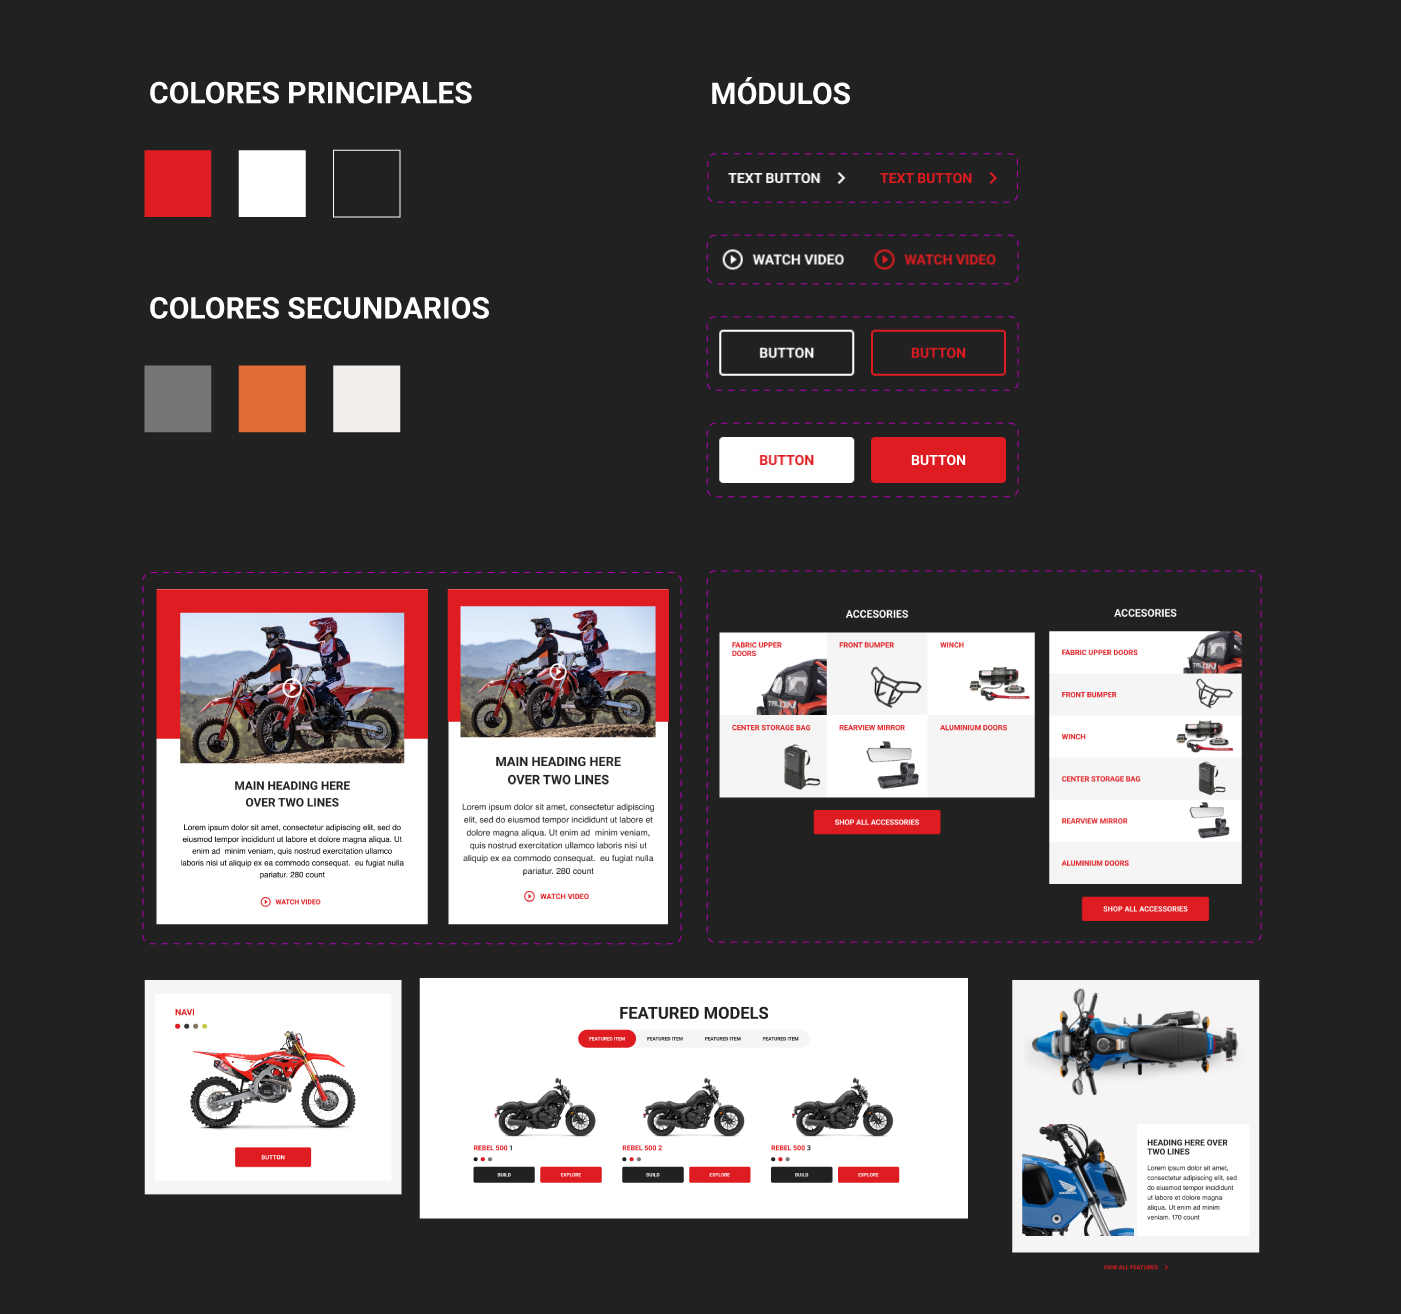 COLORES PRINCIPALES
COLORES SECUNDARIOS
MÓDULOS
TEXT BUTTON
TEXT BUTTON
WATCH VIDEO
WATCH VIDEO
BUTTON
BUTTON
BUTTON
BUTTON
MAIN HEADING HERE
OVER TWO LINES
Lorem ipsum dolor sit amet, consectetur adipiscing elit, sed do
eiusmod tempor incididunt ut labore et dolore magna aliqua. Ut
enim ad minim veniam, quis nostrud exercitation ullamco
laboris nisi ut aliquip ex ea commodo consequat. eu fugiat nulla
pariatur. 280 count
WATCH VIDEO
MAIN HEADING HERE
OVER TWO LINES
Lorem ipsum dolor sit amet, consectetur adipiscing
elit, sed do eiusmod tempor incididunt ut labore et
dolore magna aliqua. Ut enim ad minim veniam,
quis nostrud exercitation ullamco laboris nisi ut
aliquip ex ea commodo consequat. eu fugiat nulla
pariatur. 280 count
WATCH VIDEO
ACCESORIES
FABRIC UPPER
DOORS
TALON
FRONT BUMPER
WINCH
CENTER STORAGE BAG
REARVIEW MIRROR
ALUMINIUM DOORS
SHOP ALL ACCESSORIES
ACCESORIES
FABRIC UPPER DOORS
TALON
FRONT BUMPER
WINCH
CENTER STORAGE BAG
REARVIEW MIRROR
ALUMINIUM DOORS
SHOP ALL ACCESSORIES
NAVI
BUTTON
FEATURED MODELS
FEATURED ITEM
FEATURED ITEM
FEATURED ITEM
FEATURED ITEM
REBEL 500 1
BUILD
EXPLORE
REBEL 500 2
BUILD
EXPLORE
REBEL 500 3
BUILD
EXPLORE
HONDA
HEADING HERE OVER
TWO LINES
Lorem ipsum dolor sit amet,
consectetur adipiscing elit, sed
do eiusmod tempor incididunt
ut labore et dolore magna
aliqua. Ut enim ad minim
veniam. 170 count
VIEW ALL FEATURES